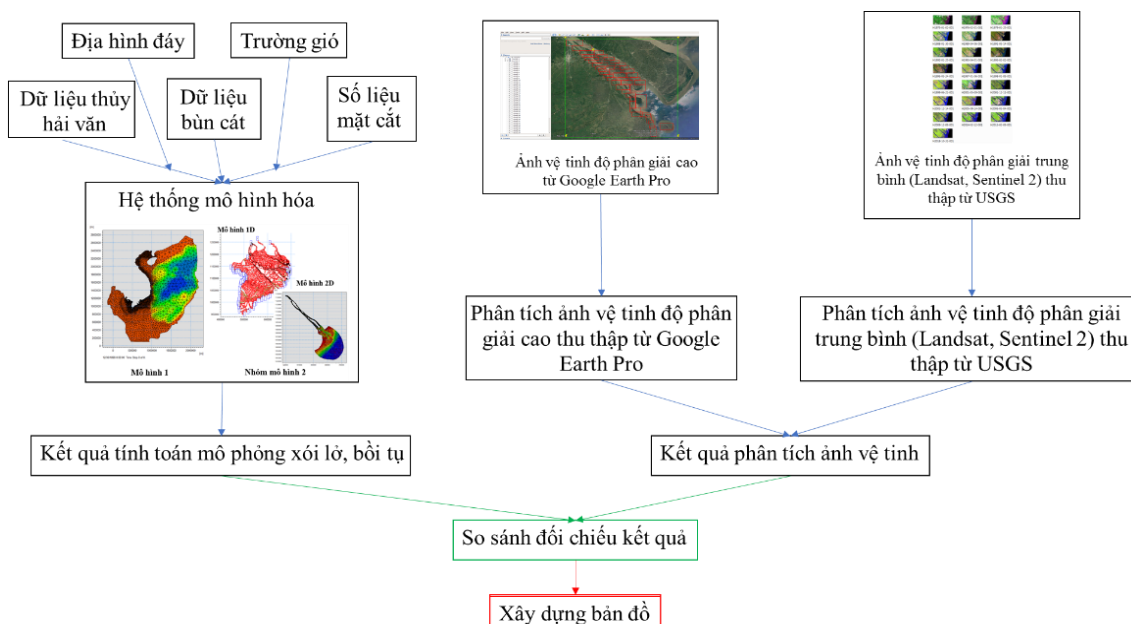 Địa hình đáy
Trường gió
Dữ liệu thủy
hải văn
Dữ liệu
bùn cát
Số liệu
mặt cắt
Hệ thống mô hình hóa
Mô hình 1D
Mô hình 2D
Mô hình 1
Nhóm mô hình 2
Ảnh vệ tinh độ phân giải cao
từ Google Earth Pro
Ảnh vệ tinh độ phân giải trung
bình (Landsat, Sentinel 2) thu
thập từ USGS
Phân tích ảnh vệ tinh độ phân
giải cao thu thập từ Google
Earth Pro
Phân tích ảnh vệ tinh độ phân giải
trung bình (Landsat, Sentinel 2) thu
thập từ USGS
Kết quả tính toán mô phỏng xói lở, bồi tụ
Kết quả phân tích ảnh vệ tinh
So sánh đối chiếu kết quả
Xây dựng bản đồ